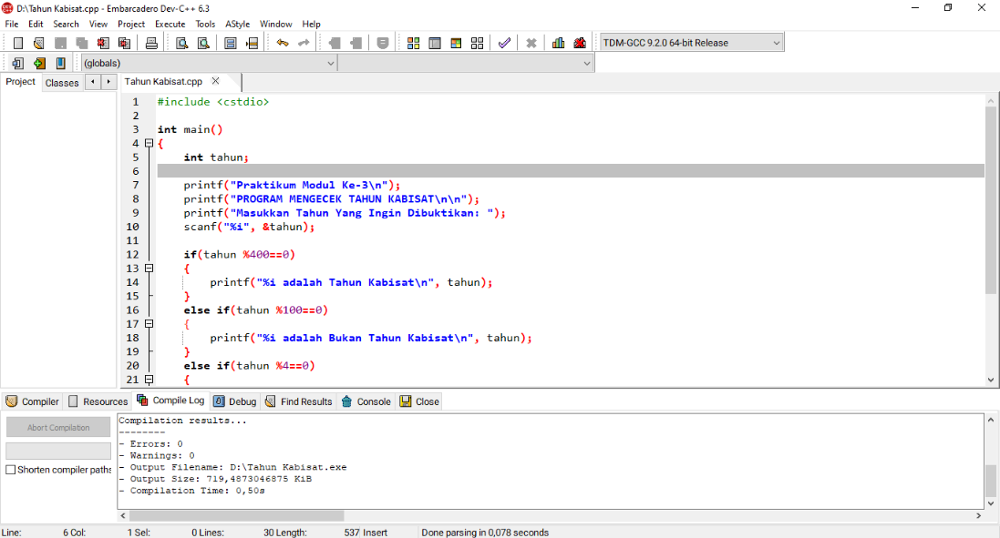 D:\Tahun Kabisat.cpp - Embarcadero Dev-C++ 6.3
File Edit Search View Project Execute Tools AStyle Window Help
TDM-GCC 9.2.0 64-bit Release
(globals)
Project Classes Tahun Kabisat.cpp
1 #include <cstdio>
2
3 int main()
4 {
5 int tahun;
6
7 printf("Praktikum Modul Ke-3\n");
8 printf("PROGRAM MENGECEK TAHUN KABISAT\n\n");
9 printf("Masukkan Tahun Yang Ingin Dibuktikan: ");
10 scanf("%i", &tahun);
11
12 if(tahun %400==0)
13 {
14 printf("%i adalah Tahun Kabisat\n", tahun);
15 }
16 else if(tahun %100==0)
17 {
18 printf("%i adalah Bukan Tahun Kabisat\n", tahun);
19 }
20 else if(tahun %4==0)
21 {
Compiler Resources Compile Log Debug Find Results Console Close
Abort Compilation
Shorten compiler paths
Compilation results...
--------
- Errors: 0
- Warnings: 0
- Output Filename: D:\Tahun Kabisat.exe
- Output Size: 719,4873046875 KiB
- Compilation Time: 0,50s
Line: 6 Col: 1 Sel: 0 Lines: 30 Length: 537 Insert Done parsing in 0,078 seconds